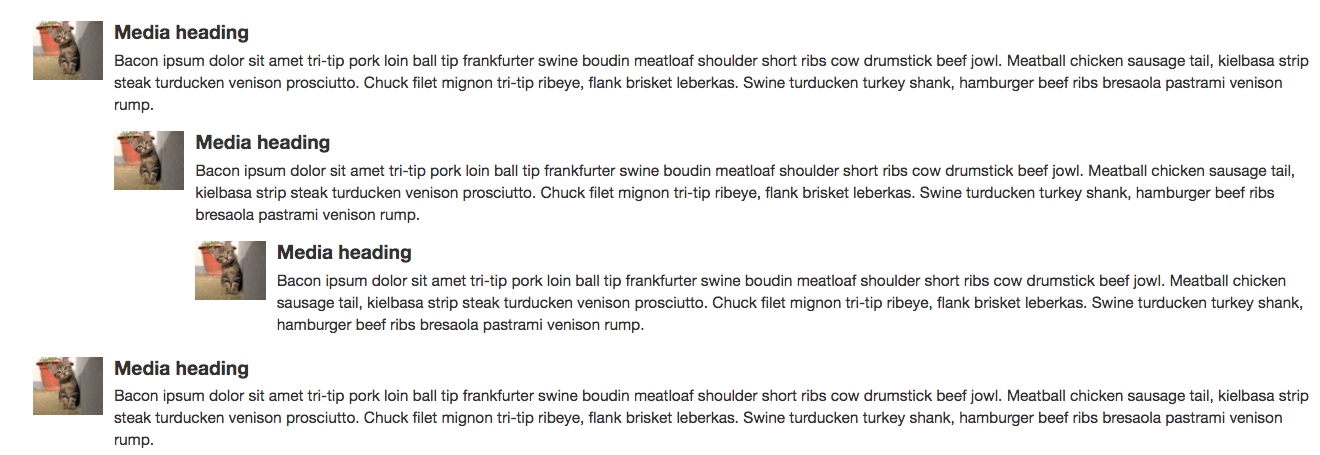 Media heading
Bacon ipsum dolor sit amet tri-tip pork loin ball tip frankfurter swine boudin meatloaf shoulder short ribs cow drumstick beef jowl. Meatball chicken sausage tail, kielbasa strip
steak turducken venison prosciutto. Chuck filet mignon tri-tip ribeye, flank brisket leberkas. Swine turducken turkey shank, hamburger beef ribs bresaola pastrami venison
rump.
Media heading
Bacon ipsum dolor sit amet tri-tip pork loin ball tip frankfurter swine boudin meatloaf shoulder short ribs cow drumstick beef jowl. Meatball chicken sausage tail,
kielbasa strip steak turducken venison prosciutto. Chuck filet mignon tri-tip ribeye, flank brisket leberkas. Swine turducken turkey shank, hamburger beef ribs
bresaola pastrami venison rump.
Media heading
Bacon ipsum dolor sit amet tri-tip pork loin ball tip frankfurter swine boudin meatloaf shoulder short ribs cow drumstick beef jowl. Meatball chicken
sausage tail, kielbasa strip steak turducken venison prosciutto. Chuck filet mignon tri-tip ribeye, flank brisket leberkas. Swine turducken turkey shank,
hamburger beef ribs bresaola pastrami venison rump.
Media heading
Bacon ipsum dolor sit amet tri-tip pork loin ball tip frankfurter swine boudin meatloaf shoulder short ribs cow drumstick beef jowl. Meatball chicken sausage tail, kielbasa strip
steak turducken venison prosciutto. Chuck filet mignon tri-tip ribeye, flank brisket leberkas. Swine turducken turkey shank, hamburger beef ribs bresaola pastrami venison
rump.